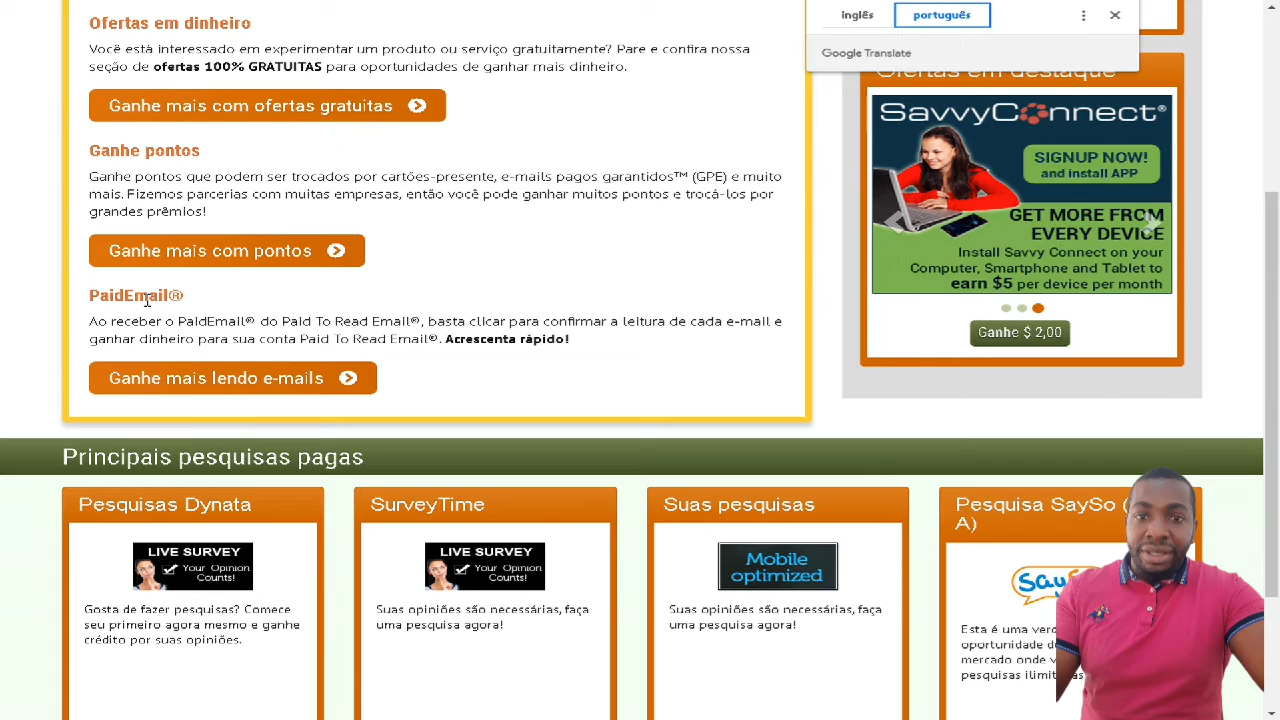 Ofertas em dinheiro
Você está interessado em experimentar um produto ou serviço gratuitamente? Pare e confira nossa
seção de ofertas 100% GRATUITAS para oportunidades de ganhar mais dinheiro.
Ganhe mais com ofertas gratuitas
Ganhe pontos
Ganhe pontos que podem ser trocados por cartões-presente, e-mails pagos garantidos™ (GPE) e muito
mais. Fizemos parcerias com muitas empresas, então você pode ganhar muitos pontos e trocá-los por
grandes prêmios!
Ganhe mais com pontos
PaidEmail®
Ao receber o PaidEmail® do Paid To Read Email®, basta clicar para confirmar a leitura de cada e-mail e
ganhar dinheiro para sua conta Paid To Read Email®. Acrescenta rápido!
Ganhe mais lendo e-mails
inglês português
Google Translate
Ofertas em destaque
SavvyConnect®
SIGNUP NOW!
and install APP
GET MORE FROM
EVERY DEVICE
Install Savvy Connect on your
Computer, Smartphone and Tablet to
earn $5 per device per month
Ganhe $ 2,00
Principais pesquisas pagas
Pesquisas Dynata
LIVE SURVEY
Your Opinion
Counts!
Gosta de fazer pesquisas? Comece
seu primeiro agora mesmo e ganhe
crédito por suas opiniões.
SurveyTime
LIVE SURVEY
Your Opinion
Counts!
Suas opiniões são necessárias, faça
uma pesquisa agora!
Suas pesquisas
Mobile
optimized
Suas opiniões são necessárias, faça
uma pesquisa agora!
Pesquisa SaySo (
A)
Say
Esta é uma
oportunidade
mercado onde
pesquisas